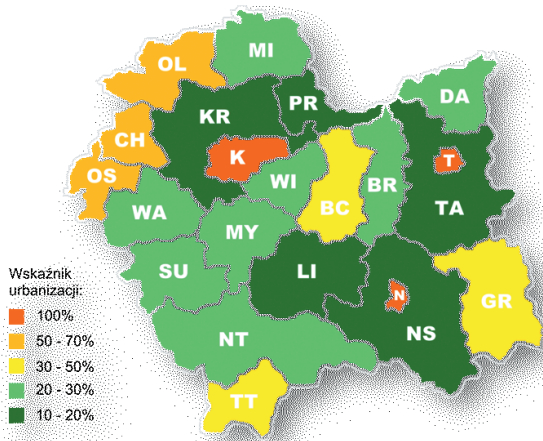 MI
OL
PR
DA
KR
CH
K
T
OS
WI
BR
WA
BC
TA
MY
SU
LI
N
GR
NT
NS
TT
Wskaźnik
urbanizacji:
100%
50 - 70%
30 - 50%
20 - 30%
10 - 20%